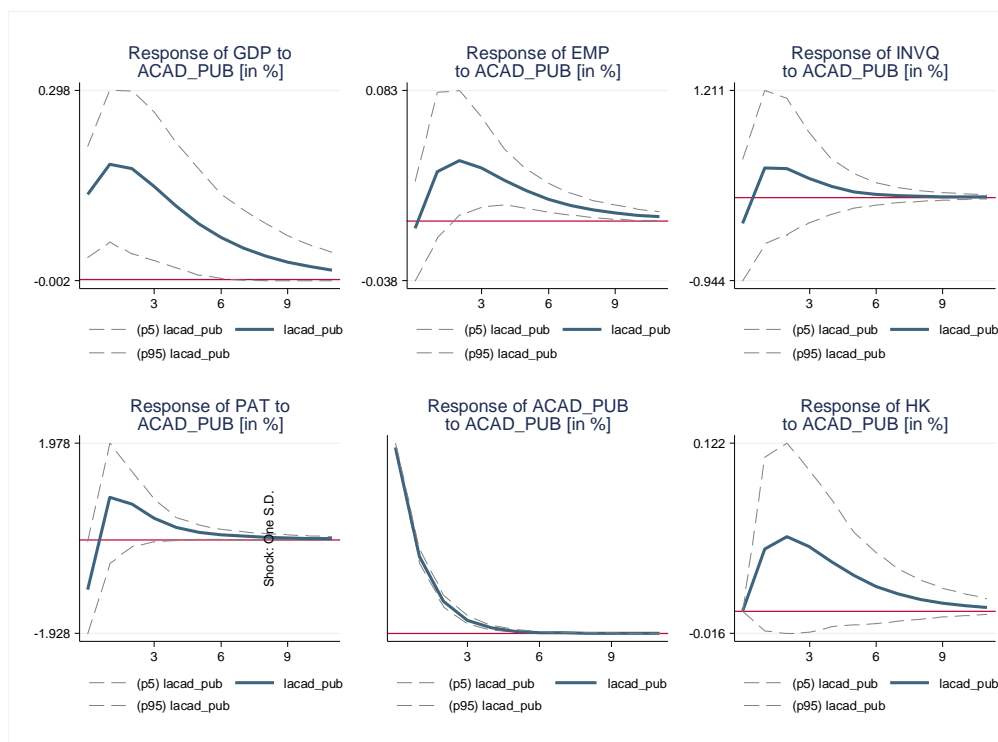 Response of GDP to
ACAD_PUB [in %]
0.298
-0.002
3 6 9
(p5) lacad_pub lacad_pub
(p95) lacad_pub
Response of EMP
to ACAD_PUB [in %]
0.083
-0.038
3 6 9
(p5) lacad_pub lacad_pub
(p95) lacad_pub
Response of INVQ
to ACAD_PUB [in %]
1.211
-0.944
3 6 9
(p5) lacad_pub lacad_pub
(p95) lacad_pub
Response of PAT to
ACAD_PUB [in %]
1.978
-1.928
3 6 9
(p5) lacad_pub lacad_pub
(p95) lacad_pub
Shock: One S.D.
Response of ACAD_PUB
to ACAD_PUB [in %]
3 6 9
(p5) lacad_pub lacad_pub
(p95) lacad_pub
Response of HK
to ACAD_PUB [in %]
0.122
-0.016
3 6 9
(p5) lacad_pub lacad_pub
(p95) lacad_pub